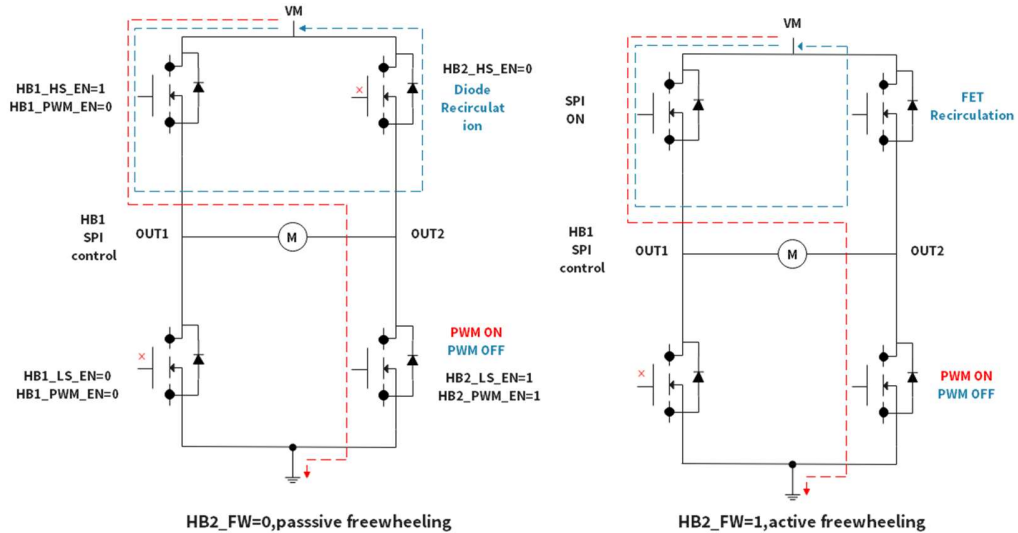 VM
HB1_HS_EN=1
HB1_PWM_EN=0
HB2_HS_EN=0
Diode
Recirculat
ion
HB1
SPI
control
OUT1
M
OUT2
HB1_LS_EN=0
HB1_PWM_EN=0
PWM ON
PWM OFF
HB2_LS_EN=1
HB2_PWM_EN=1
HB2_FW=0,passsive freewheeling
VM
SPI
ON
FET
Recirculation
HB1
SPI
control
OUT1
M
OUT2
PWM ON
PWM OFF
HB2_FW=1,active freewheeling